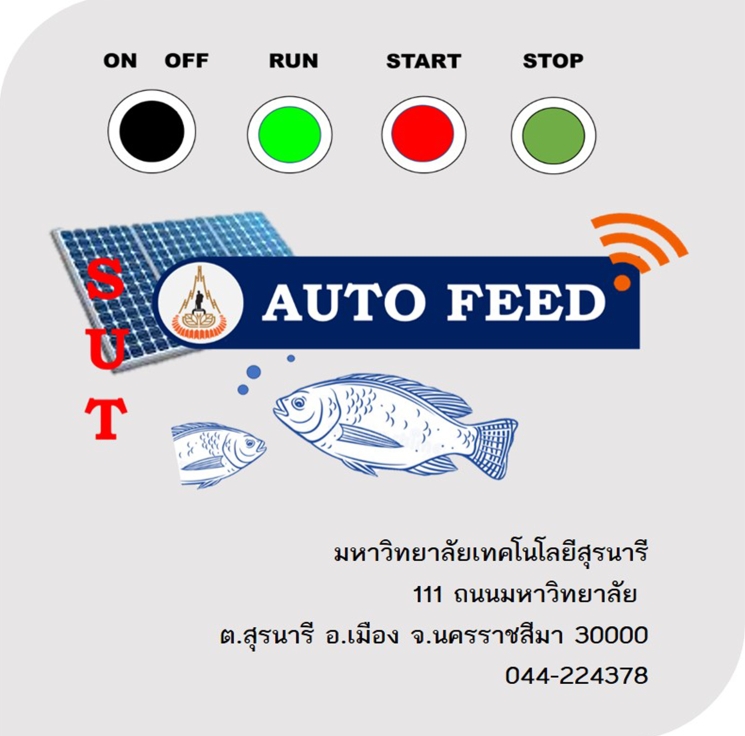 ON OFF RUN START STOP
SUT
AUTO FEED
มหาวิทยาลัยเทคโนโลยีสุรนารี
111 ถนนมหาวิทยาลัย
ต.สุรนารี อ.เมือง จ.นครราชสีมา 30000
044-224378